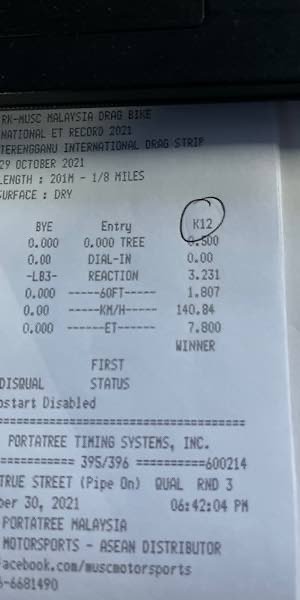 RK-MUSC MALAYSIA DRAG BIKE
NATIONAL ET RECORD 2021
TERENGGANU INTERNATIONAL DRAG STRIP
29 OCTOBER 2021
LENGTH : 201M - 1/8 MILES
SURFACE : DRY
BYE Entry K12
0.000 0.000 TREE 0.500
0.00 DIAL-IN 0.00
-LB3- REACTION 3.231
0.000 -----60FT----- 1.807
0.00 -----KM/H----- 140.84
0.000 ------ET------ 7.800
WINNER
FIRST
DISQUAL STATUS
ostart Disabled
PORTATREE TIMING SYSTEMS, INC.
========== 395/396 ==========600214
TRUE STREET (Pipe On) QUAL RND 3
ber 30, 2021 06:42:04 PM
PORTATREE MALAYSIA
MOTORSPORTS - ASEAN DISTRIBUTOR
facebook.com/muscmotorsports
6-6681490